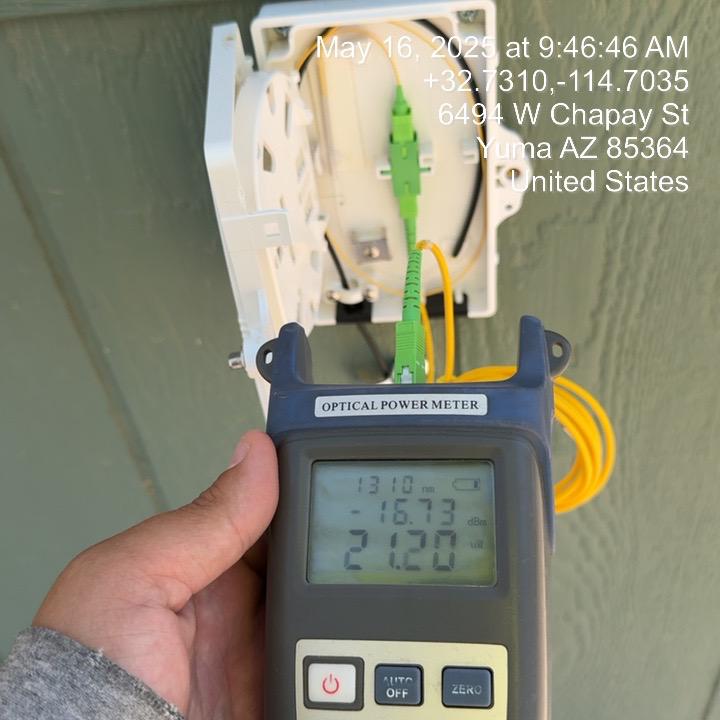 May 16, 2025 at 9:46:46 AM
+32.7310,-114.7035
6494 W Chapay St
Yuma AZ 85364
United States
OPTICAL POWER METER
1310 nm
-16.73 dBm
21.20 uW
AUTO OFF
ZERO